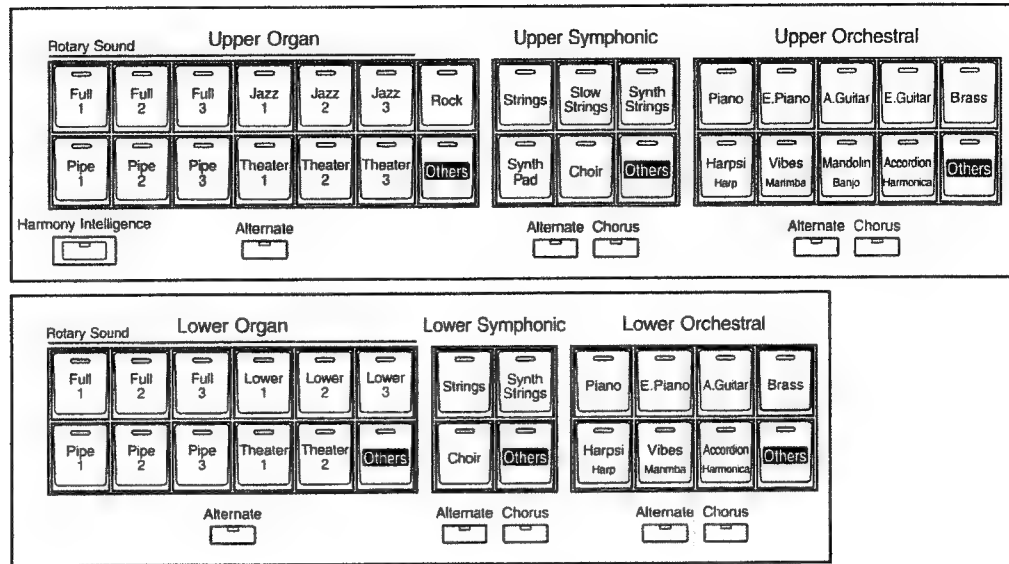 Upper Organ
Upper Symphonic
Upper Orchestral
Rotary Sound
Full 1
Full 2
Full 3
Jazz 1
Jazz 2
Jazz 3
Rock
Strings
Slow Strings
Synth Strings
Piano
E.Piano
A.Guitar
E.Guitar
Brass
Pipe 1
Pipe 2
Pipe 3
Theater 1
Theater 2
Theater 3
Others
Synth Pad
Choir
Others
Harpsi
Harp
Vibes
Marimba
Mandolin
Banjo
Accordion
Harmonica
Others
Harmony Intelligence
Alternate
Alternate Chorus
Alternate Chorus
Lower Organ
Lower Symphonic
Lower Orchestral
Rotary Sound
Full 1
Full 2
Full 3
Lower 1
Lower 2
Lower 3
Strings
Synth Strings
Piano
E.Piano
A.Guitar
Brass
Pipe 1
Pipe 2
Pipe 3
Theater 1
Theater 2
Others
Choir
Others
Harpsi
Harp
Vibes
Marimba
Accordion
Harmonica
Others
Alternate
Alternate Chorus
Alternate Chorus